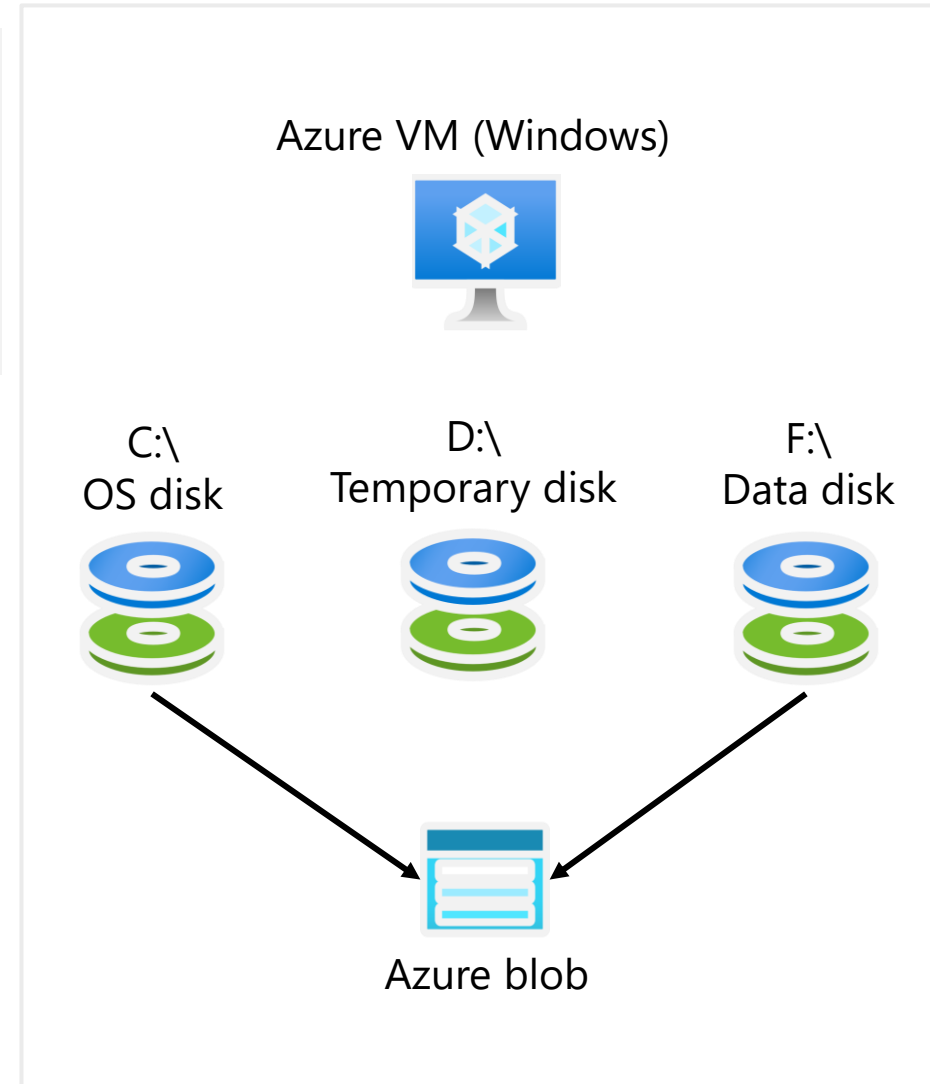 Azure VM (Windows)
C:\
OS disk
D:\
Temporary disk
F:\
Data disk
Azure blob